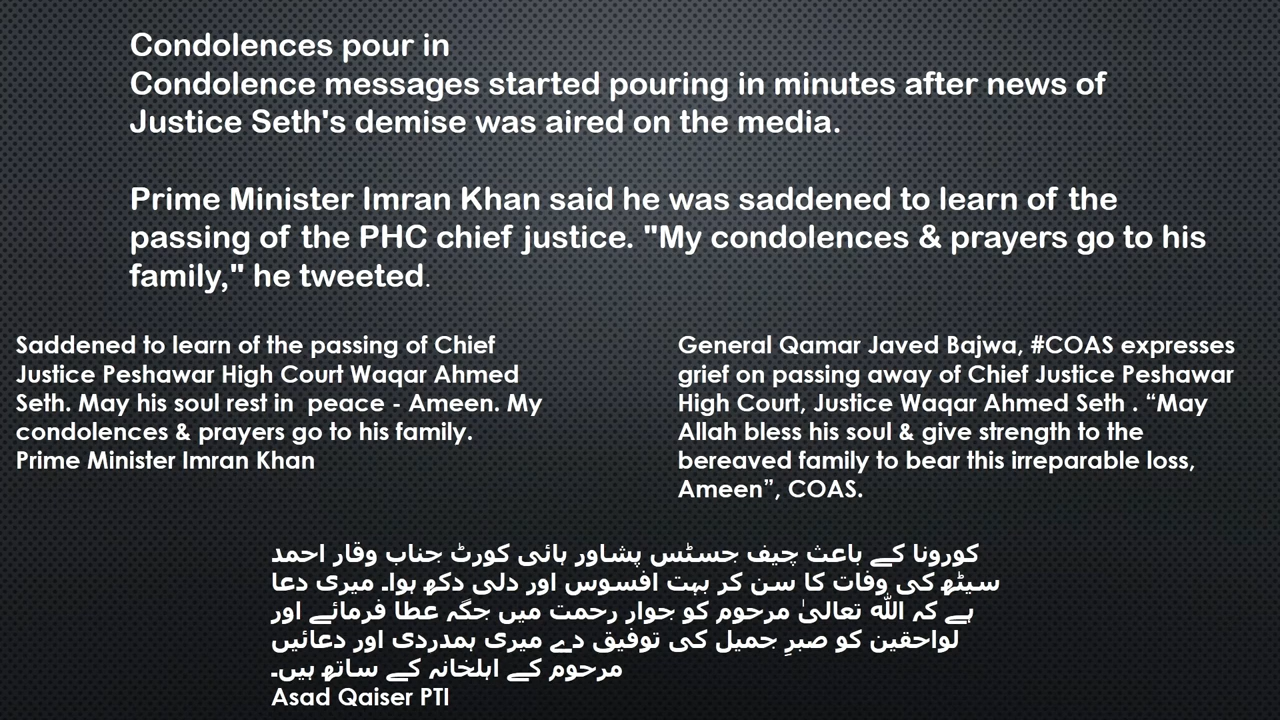 Condolences pour in
Condolence messages started pouring in minutes after news of
Justice Seth's demise was aired on the media.
Prime Minister Imran Khan said he was saddened to learn of the
passing of the PHC chief justice. "My condolences & prayers go to his
family," he tweeted.
Saddened to learn of the passing of Chief
Justice Peshawar High Court Waqar Ahmed
Seth. May his soul rest in  peace - Ameen. My
condolences & prayers go to his family.
Prime Minister Imran Khan
General Qamar Javed Bajwa, #COAS expresses
grief on passing away of Chief Justice Peshawar
High Court, Justice Waqar Ahmed Seth . “May
Allah bless his soul & give strength to the
bereaved family to bear this irreparable loss,
Ameen”, COAS.
کورونا کے باعث چیف جسٹس پشاور ہائی کورٹ جناب وقار احمد
سیٹھ کی وفات کا سن کر بہت افسوس اور دلی دکھ ہوا۔ میری دعا
ہے کہ اللہ تعالیٰ مرحوم کو جوار رحمت میں جگہ عطا فرمائے اور
لواحقین کو صبرِ جمیل کی توفیق دے میری ہمدردی اور دعائیں
مرحوم کے اہلخانہ کے ساتھ ہیں۔
Asad Qaiser PTI